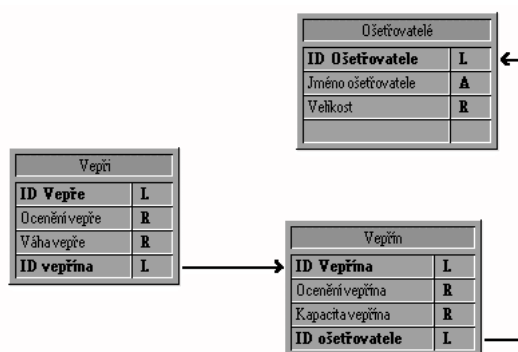 Ošetřovatelé
ID Ošetřovatele L
Jméno ošetřovatele A
Velikost R
Vepři
ID Vepře L
Ocenění vepře R
Váha vepře R
ID vepřína L
Vepřín
ID Vepřína L
Ocenění vepřína R
Kapacita vepřína R
ID ošetřovatele L